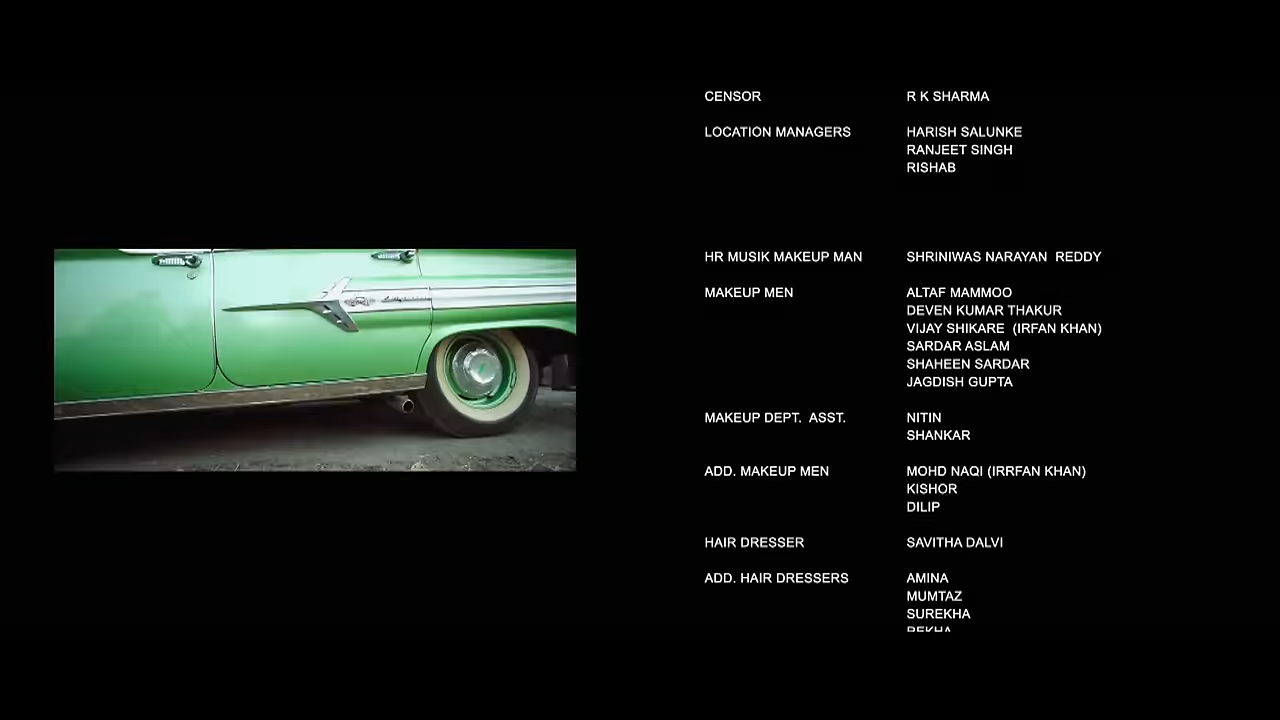 CENSOR R K SHARMA
LOCATION MANAGERS HARISH SALUNKE
RANJEET SINGH
RISHAB
HR MUSIK MAKEUP MAN SHRINIWAS NARAYAN REDDY
MAKEUP MEN ALTAF MAMMOO
DEVEN KUMAR THAKUR
VIJAY SHIKARE (IRFAN KHAN)
SARDAR ASLAM
SHAHEEN SARDAR
JAGDISH GUPTA
MAKEUP DEPT. ASST. NITIN
SHANKAR
ADD. MAKEUP MEN MOHD NAQI (IRRFAN KHAN)
KISHOR
DILIP
HAIR DRESSER SAVITHA DALVI
ADD. HAIR DRESSERS AMINA
MUMTAZ
SUREKHA
REKHA